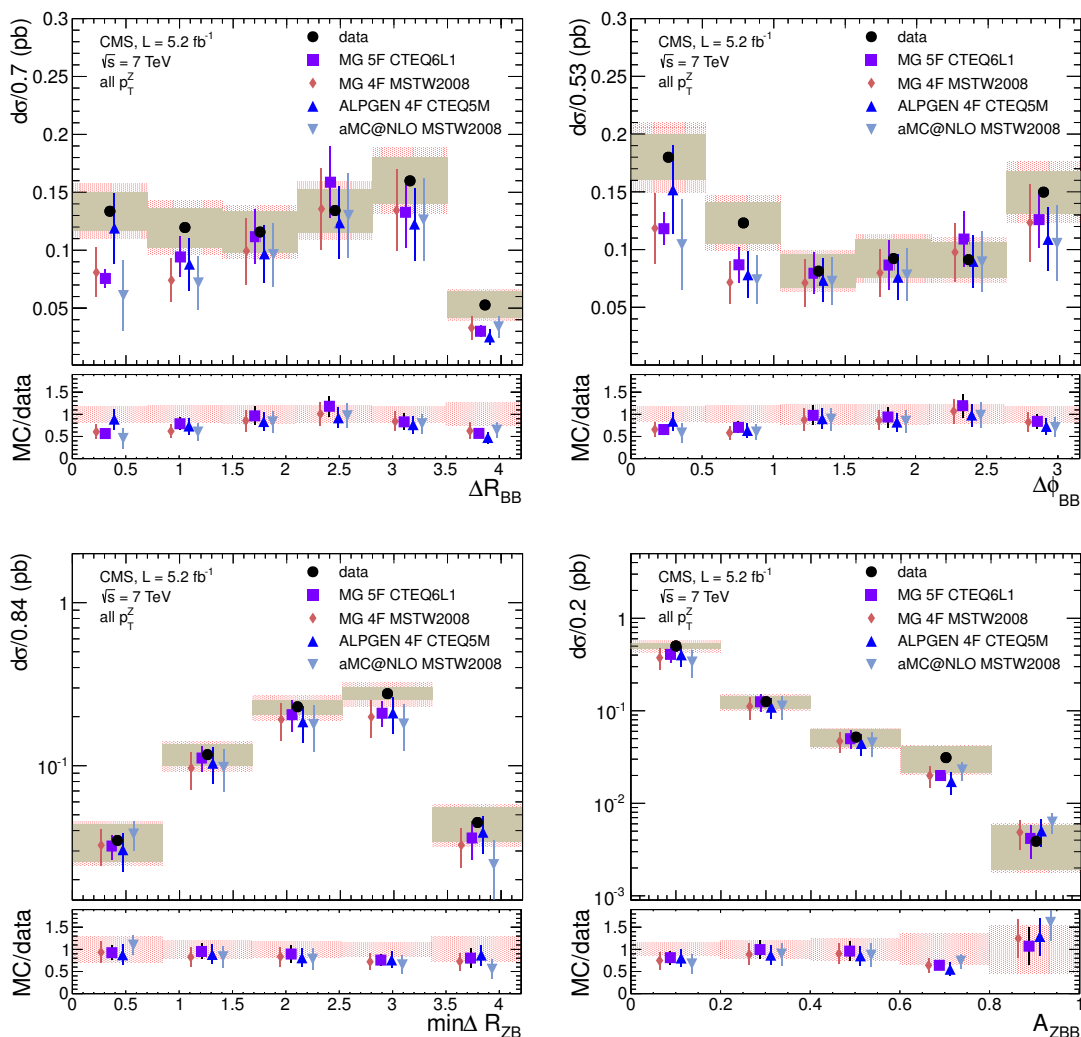 dσ/0.7 (pb)
0.3
0.25
0.2
0.15
0.1
0.05
CMS, L = 5.2 fb⁻¹
√s = 7 TeV
all p_T^Z
data
MG 5F CTEQ6L1
MG 4F MSTW2008
ALPGEN 4F CTEQ5M
aMC@NLO MSTW2008
MC/data
1.5
1
0.5
0
0 0.5 1 1.5 2 2.5 3 3.5 4
ΔR_BB
dσ/0.53 (pb)
0.3
0.25
0.2
0.15
0.1
0.05
CMS, L = 5.2 fb⁻¹
√s = 7 TeV
all p_T^Z
data
MG 5F CTEQ6L1
MG 4F MSTW2008
ALPGEN 4F CTEQ5M
aMC@NLO MSTW2008
MC/data
1.5
1
0.5
0
0 0.5 1 1.5 2 2.5 3
Δϕ_BB
dσ/0.84 (pb)
1
10⁻¹
CMS, L = 5.2 fb⁻¹
√s = 7 TeV
all p_T^Z
data
MG 5F CTEQ6L1
MG 4F MSTW2008
ALPGEN 4F CTEQ5M
aMC@NLO MSTW2008
MC/data
1.5
1
0.5
0
0 0.5 1 1.5 2 2.5 3 3.5 4
minΔ R_ZB
dσ/0.2 (pb)
1
10⁻¹
10⁻²
10⁻³
CMS, L = 5.2 fb⁻¹
√s = 7 TeV
all p_T^Z
data
MG 5F CTEQ6L1
MG 4F MSTW2008
ALPGEN 4F CTEQ5M
aMC@NLO MSTW2008
MC/data
1.5
1
0.5
0
0 0.2 0.4 0.6 0.8 1
A_ZBB